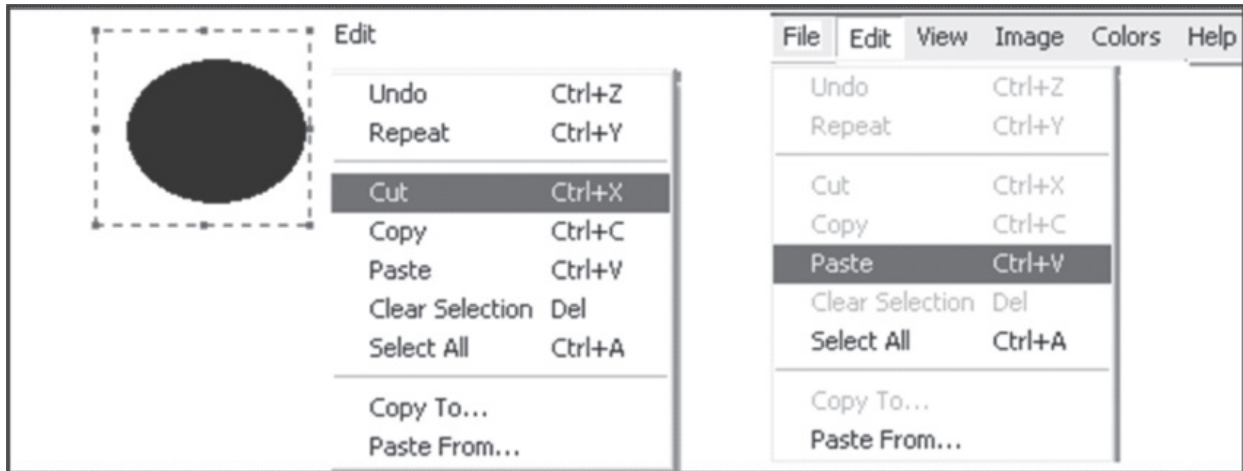 Edit
Undo Ctrl+Z
Repeat Ctrl+Y
Cut Ctrl+X
Copy Ctrl+C
Paste Ctrl+V
Clear Selection Del
Select All Ctrl+A
Copy To...
Paste From...
File Edit View Image Colors Help
Undo Ctrl+Z
Repeat Ctrl+Y
Cut Ctrl+X
Copy Ctrl+C
Paste Ctrl+V
Clear Selection Del
Select All Ctrl+A
Copy To...
Paste From...